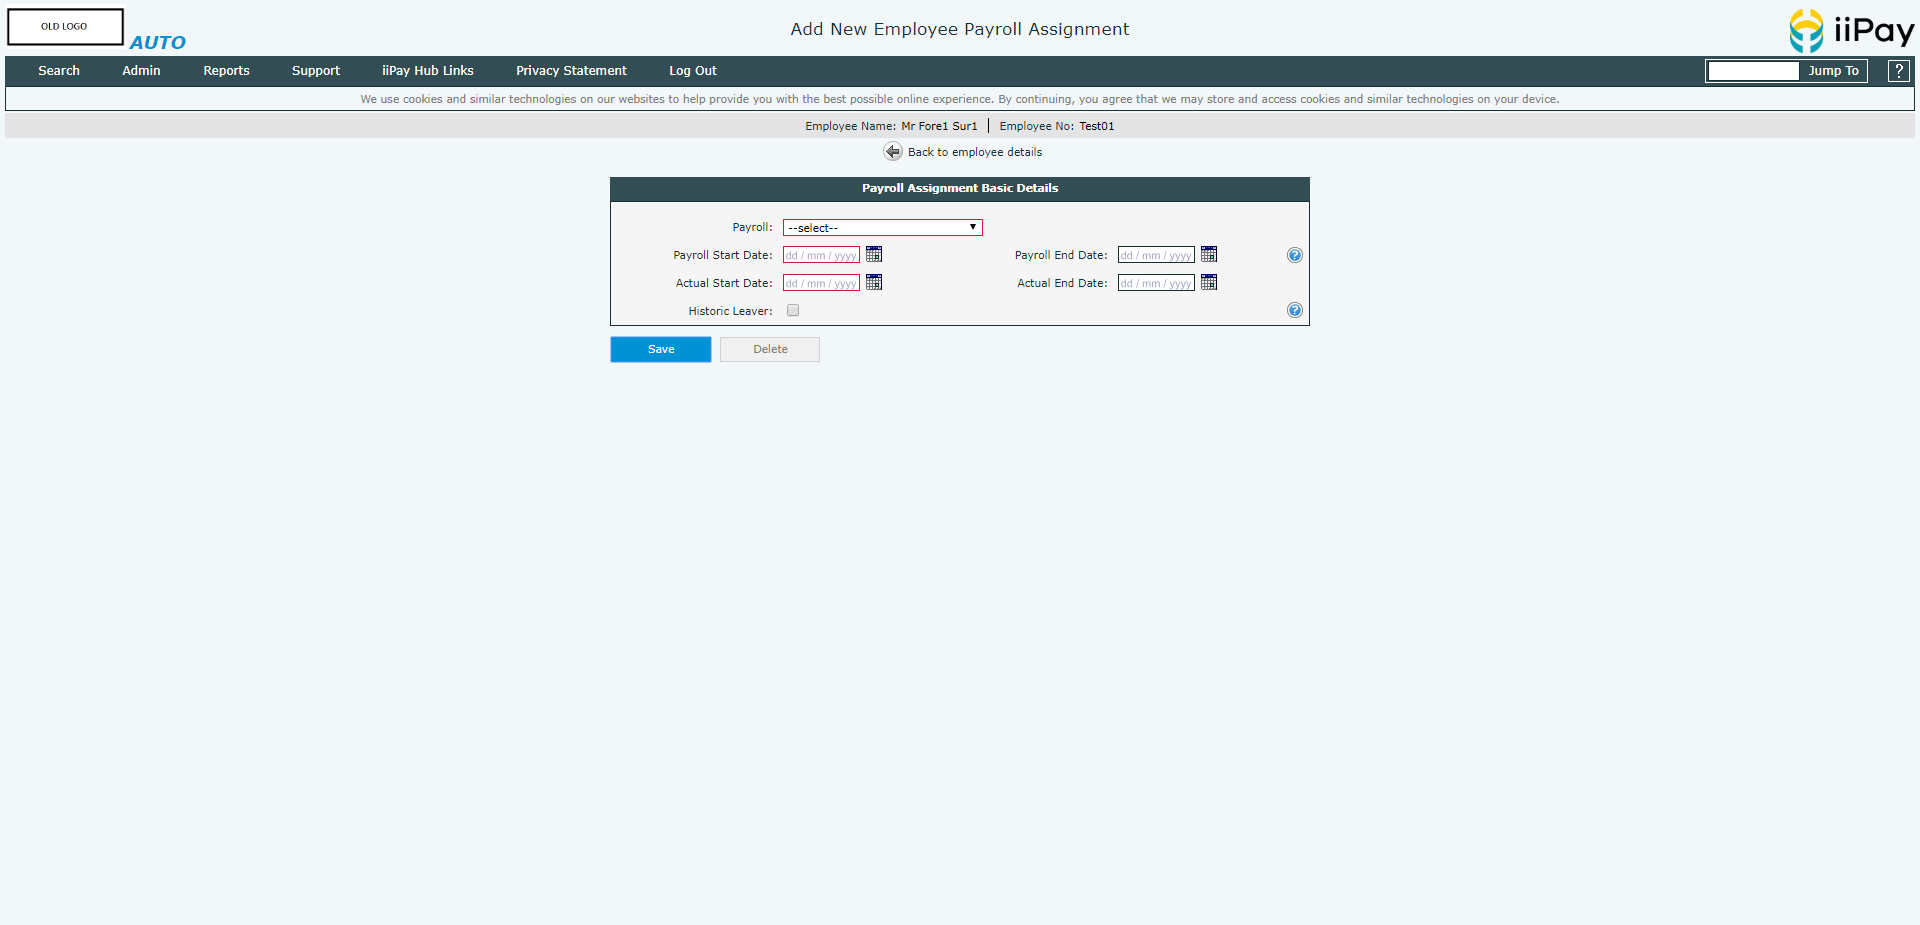 OLD LOGO
AUTO
Add New Employee Payroll Assignment
iiPay
Search Admin Reports Support iiPay Hub Links Privacy Statement Log Out Jump To ?
We use cookies and similar technologies on our websites to help provide you with the best possible online experience. By continuing, you agree that we may store and access cookies and similar technologies on your device.
Employee Name: Mr Fore1 Sur1 Employee No: Test01
Back to employee details
Payroll Assignment Basic Details
Payroll: --select--
Payroll Start Date: dd / mm / yyyy Payroll End Date: dd / mm / yyyy ?
Actual Start Date: dd / mm / yyyy Actual End Date: dd / mm / yyyy
Historic Leaver: ?
Save Delete